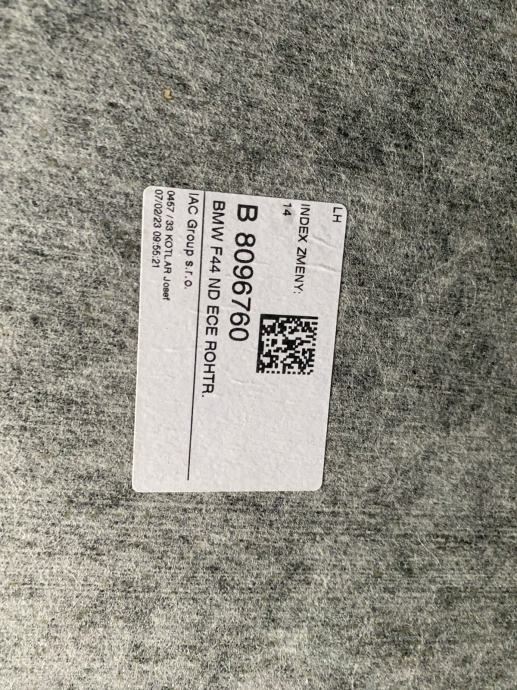 LH
INDEX ZMENY:
14
B 8096760
BMW F44 ND ECE ROHTR.
IAC Group s.r.o.
0457 / 33 KOTLAR Josef
07/02/23 09:55:21